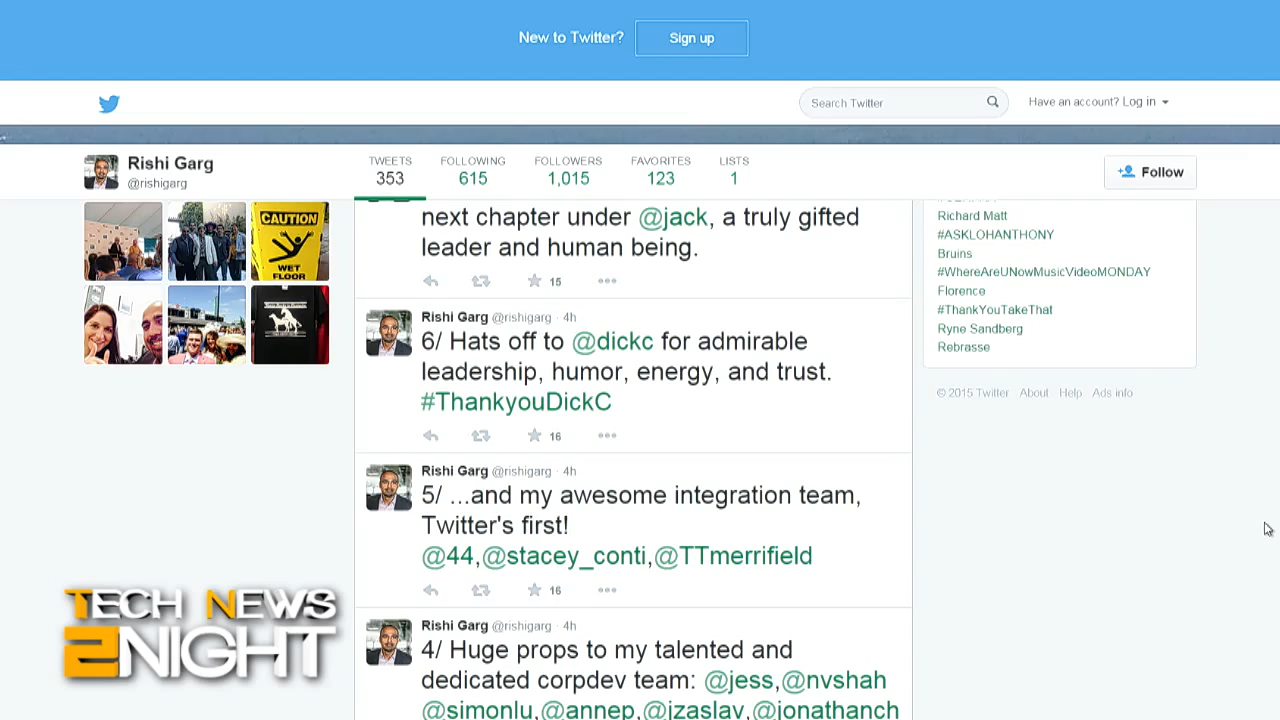 New to Twitter? Sign up
Search Twitter
Have an account? Log in
Rishi Garg
@rishigarg
TWEETS
353
FOLLOWING
615
FOLLOWERS
1,015
FAVORITES
123
LISTS
1
Follow
CAUTION
WET
FLOOR
next chapter under @jack, a truly gifted
leader and human being.
15
Rishi Garg @rishigarg · 4h
6/ Hats off to @dickc for admirable
leadership, humor, energy, and trust.
#ThankyouDickC
16
Rishi Garg @rishigarg · 4h
5/ ...and my awesome integration team,
Twitter's first!
@44,@stacey_conti,@TTmerrifield
16
Rishi Garg @rishigarg · 4h
4/ Huge props to my talented and
dedicated corpdev team: @jess,@nvshah
@simonlu,@annep,@jzaslav,@jonathanch
Richard Matt
#ASKLOHANTHONY
Bruins
#WhereAreUNowMusicVideoMONDAY
Florence
#ThankYouTakeThat
Ryne Sandberg
Rebrasse
© 2015 Twitter About Help Ads info
TECH NEWS
2NIGHT